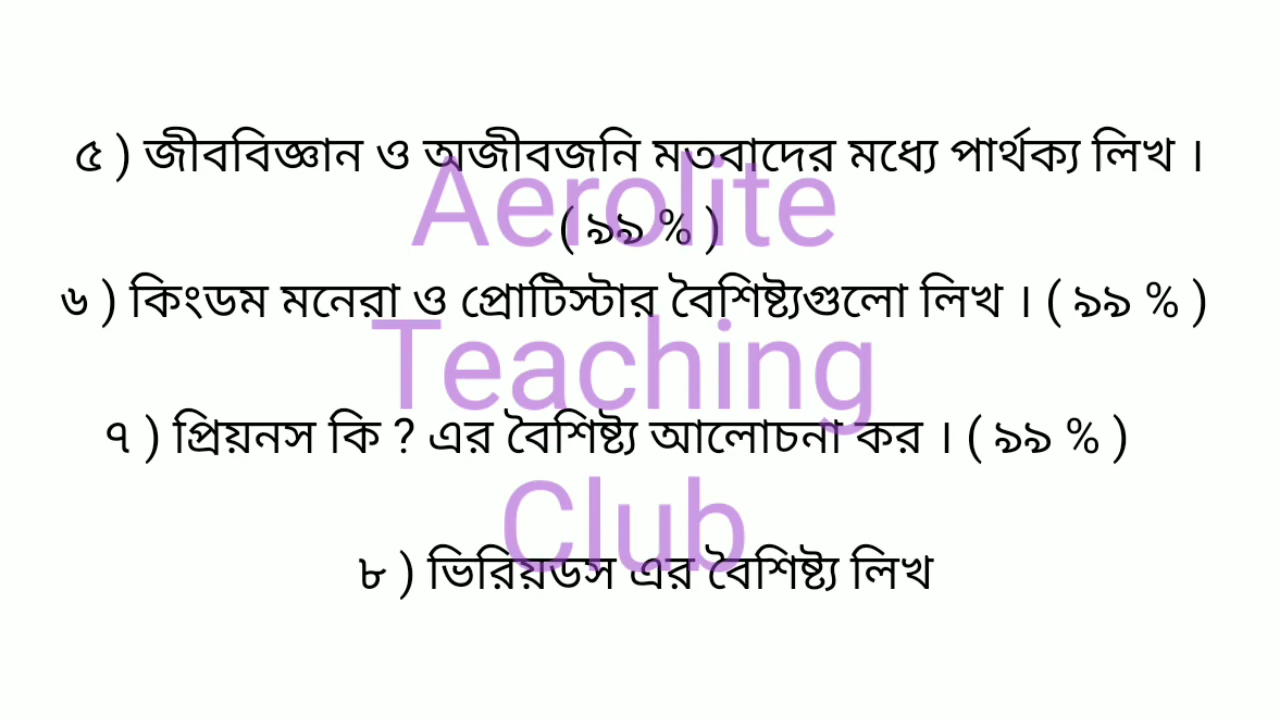 ৫ ) জীববিজ্ঞান ও অজীবজনি মতবাদের মধ্যে পার্থক্য লিখ ।
( ৯৯ % )
৬ ) কিংডম মনেরা ও প্রোটিস্টার বৈশিষ্ট্যগুলো লিখ । ( ৯৯ % )
৭ ) প্রিয়নস কি ? এর বৈশিষ্ট্য আলোচনা কর । ( ৯৯ % )
৮ ) ভিরিয়ডস এর বৈশিষ্ট্য লিখ
Aerolite
Teaching
Club